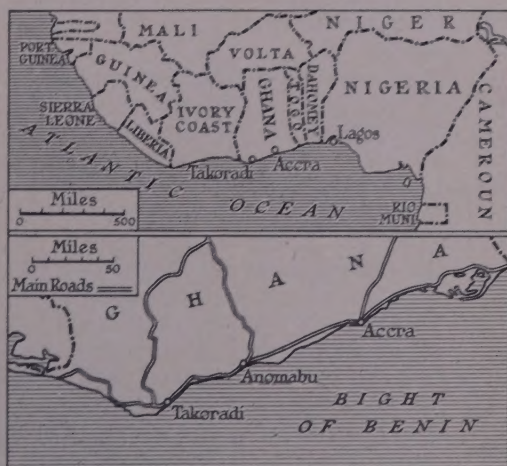 MALI
NIGER
PORT.
GUINEA
GUINEA
VOLTA
SIERRA
LEONE
LIBERIA
IVORY
COAST
GHANA
TOGO
DAHOMEY
NIGERIA
CAMEROUN
Lagos
Takoradi
Accra
ATLANTIC
OCEAN
RIO
MUNI
Miles
0
500
Miles
0
50
Main Roads
GHANA
Accra
Anomabu
Takoradi
BIGHT
OF BENIN